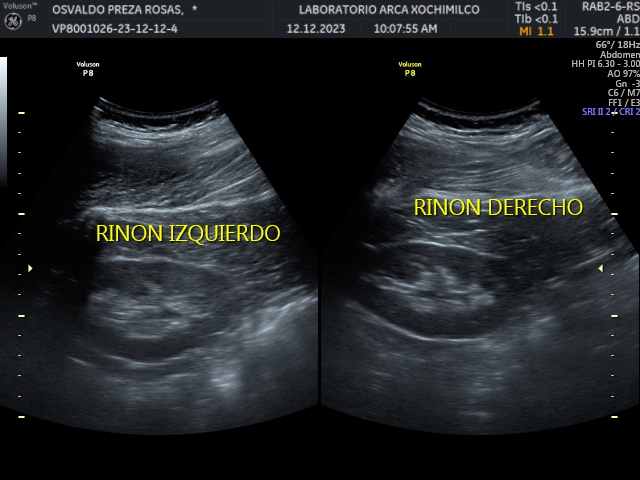 Voluson™
GE
P8
OSVALDO PREZA ROSAS, *
VP8001026-23-12-12-4
LABORATORIO ARCA XOCHIMILCO
12.12.2023 10:07:55 AM
TIs <0.1
TIb <0.1
MI 1.1
RAB2-6-RS
ABD
15.9cm / 1.1
66°/ 18Hz
Abdomen
HH PI 6.30 - 3.00
AO 97%
Gn -3
C6 / M7
FF1 / E3
SRI II 2 / CRI 2
Voluson
P8
Voluson
P8
RINON IZQUIERDO
RINON DERECHO